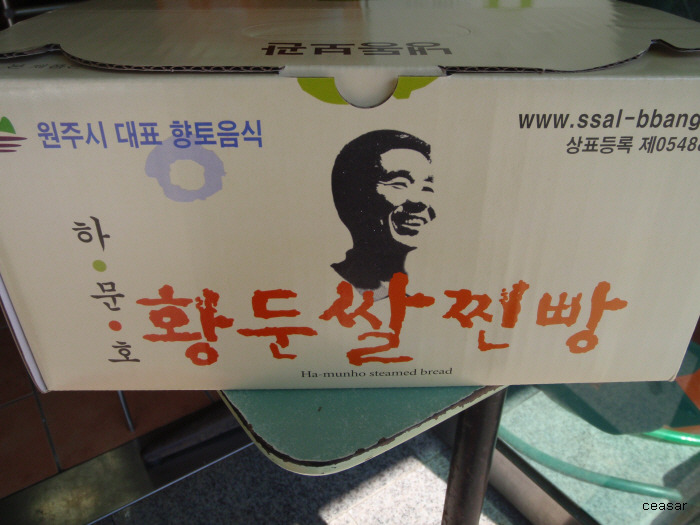 원주시 대표 향토음식
www.ssal-bbang
상표등록 제0548
하·문·호
황둔쌀찐빵
Ha-munho steamed bread
ceasar